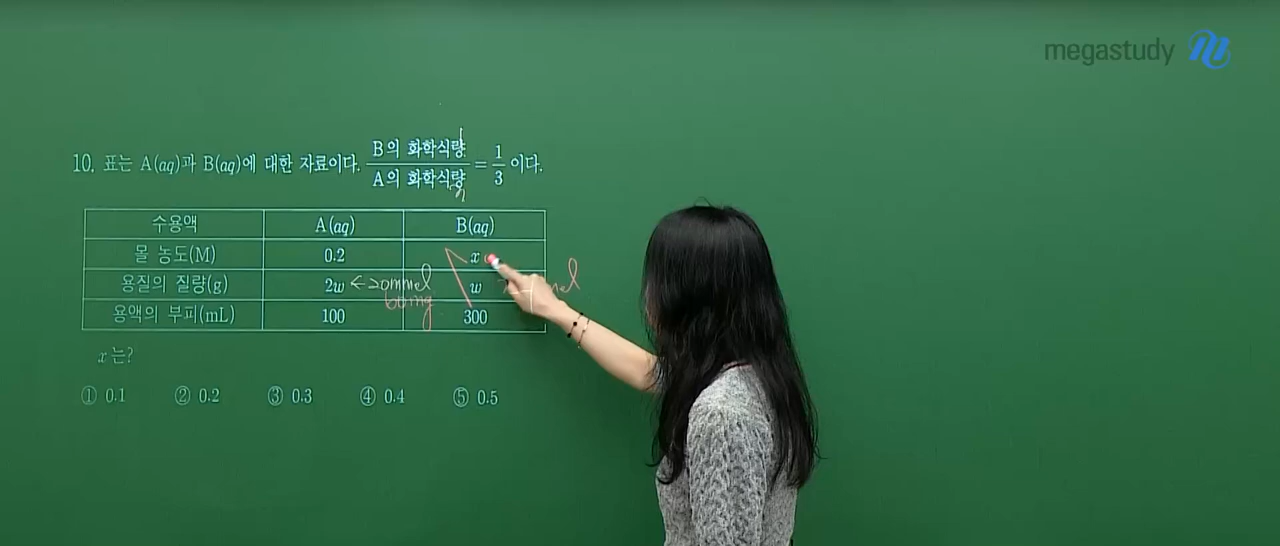 megastudy
10. 표는 A(aq)과 B(aq)에 대한 자료이다. B의 화학식량 / A의 화학식량 = 1/3 이다.
1
수용액 A(aq) B(aq)
몰 농도(M) 0.2 x
용질의 질량(g) 2w ←20mmol w
60mg
용액의 부피(mL) 100 300
x는?
① 0.1 ② 0.2 ③ 0.3 ④ 0.4 ⑤ 0.5